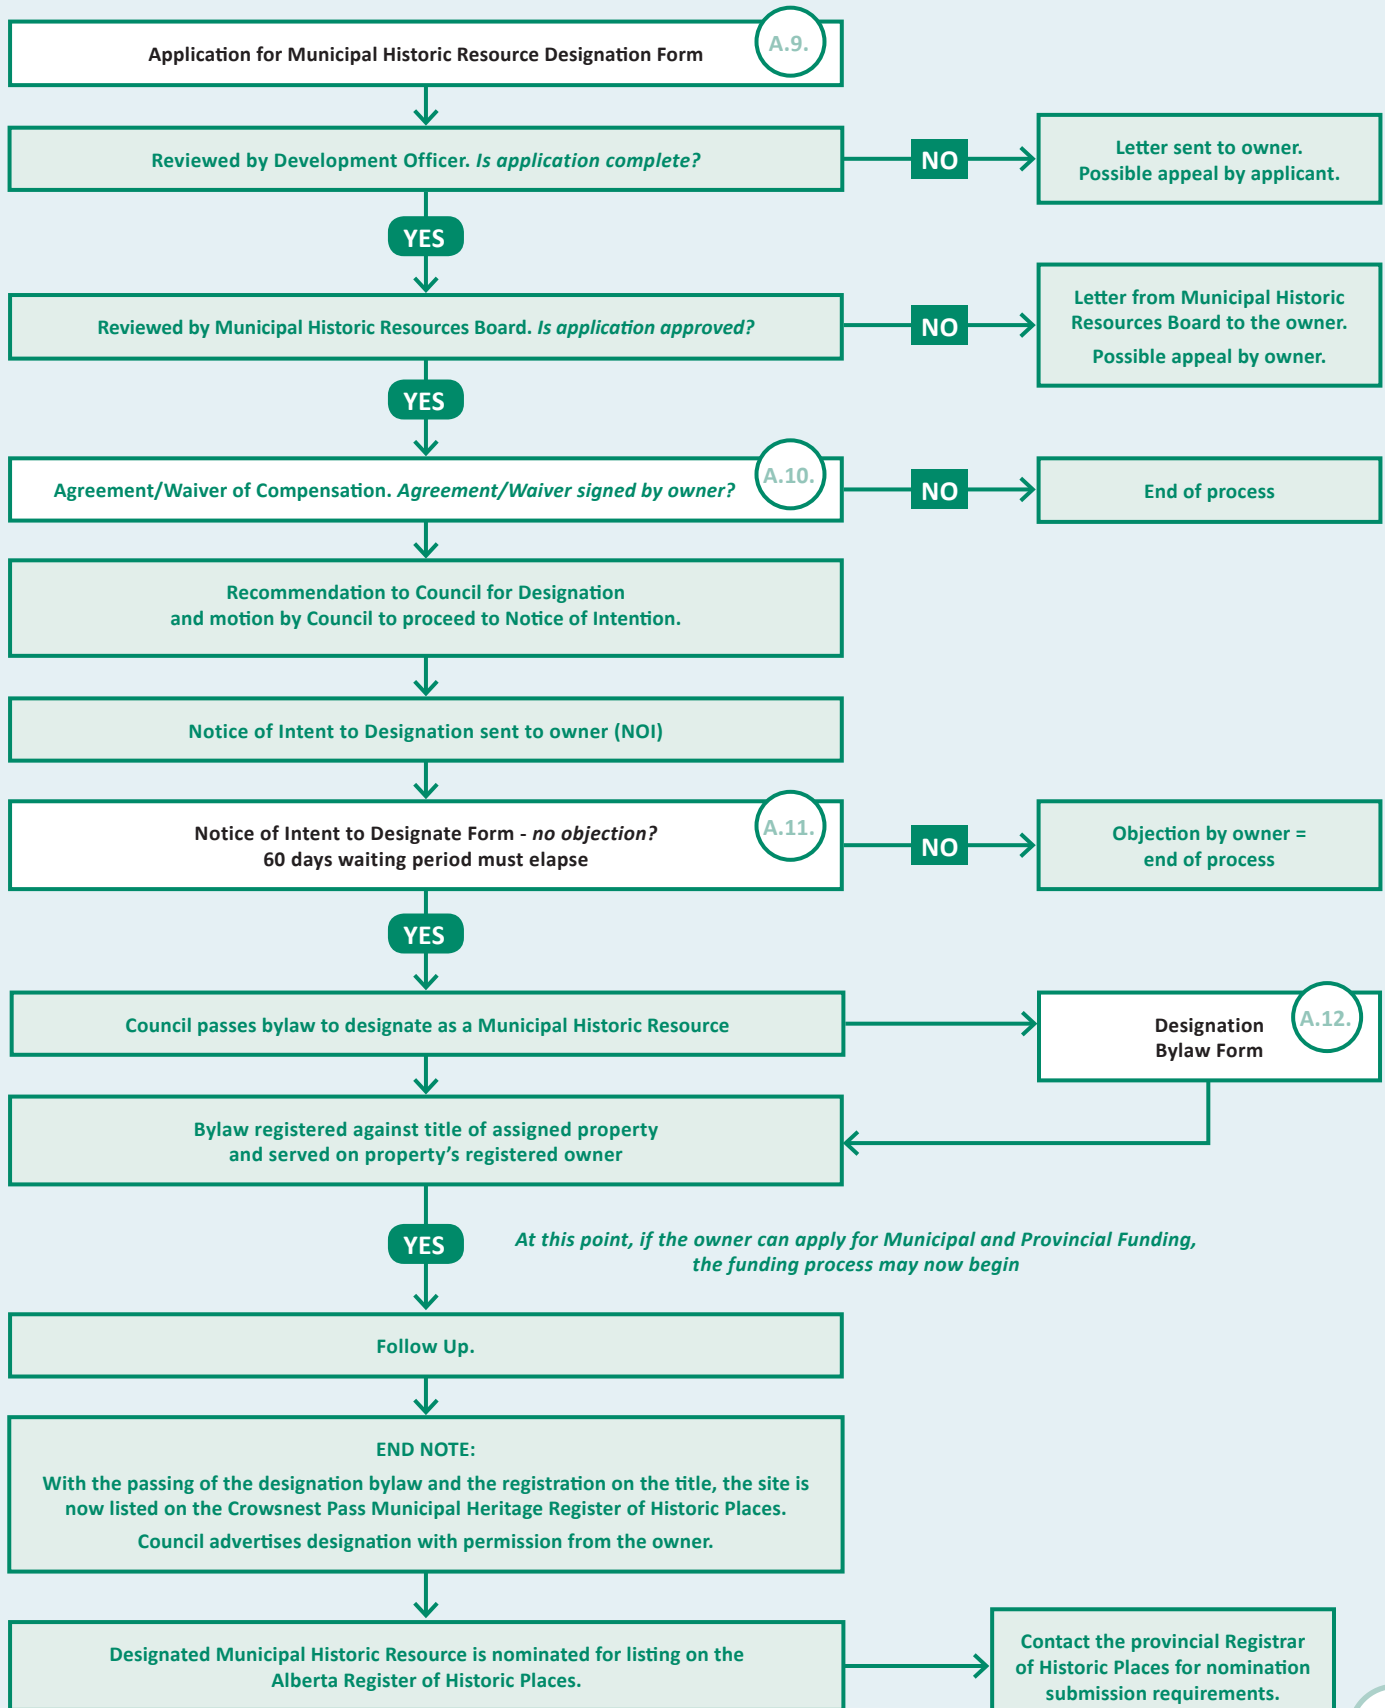 Application for Municipal Historic Resource Designation Form
A.9.
Reviewed by Development Officer. Is application complete?
NO
Letter sent to owner.
Possible appeal by applicant.
YES
Reviewed by Municipal Historic Resources Board. Is application approved?
NO
Letter from Municipal Historic
Resources Board to the owner.
Possible appeal by owner.
YES
Agreement/Waiver of Compensation. Agreement/Waiver signed by owner?
A.10.
NO
End of process
Recommendation to Council for Designation
and motion by Council to proceed to Notice of Intention.
Notice of Intent to Designation sent to owner (NOI)
Notice of Intent to Designate Form - no objection?
60 days waiting period must elapse
A.11.
NO
Objection by owner =
end of process
YES
Council passes bylaw to designate as a Municipal Historic Resource
Designation
Bylaw Form
A.12.
Bylaw registered against title of assigned property
and served on property's registered owner
YES
At this point, if the owner can apply for Municipal and Provincial Funding,
the funding process may now begin
Follow Up.
END NOTE:
With the passing of the designation bylaw and the registration on the title, the site is
now listed on the Crowsnest Pass Municipal Heritage Register of Historic Places.
Council advertises designation with permission from the owner.
Designated Municipal Historic Resource is nominated for listing on the
Alberta Register of Historic Places.
Contact the provincial Registrar
of Historic Places for nomination
submission requirements.